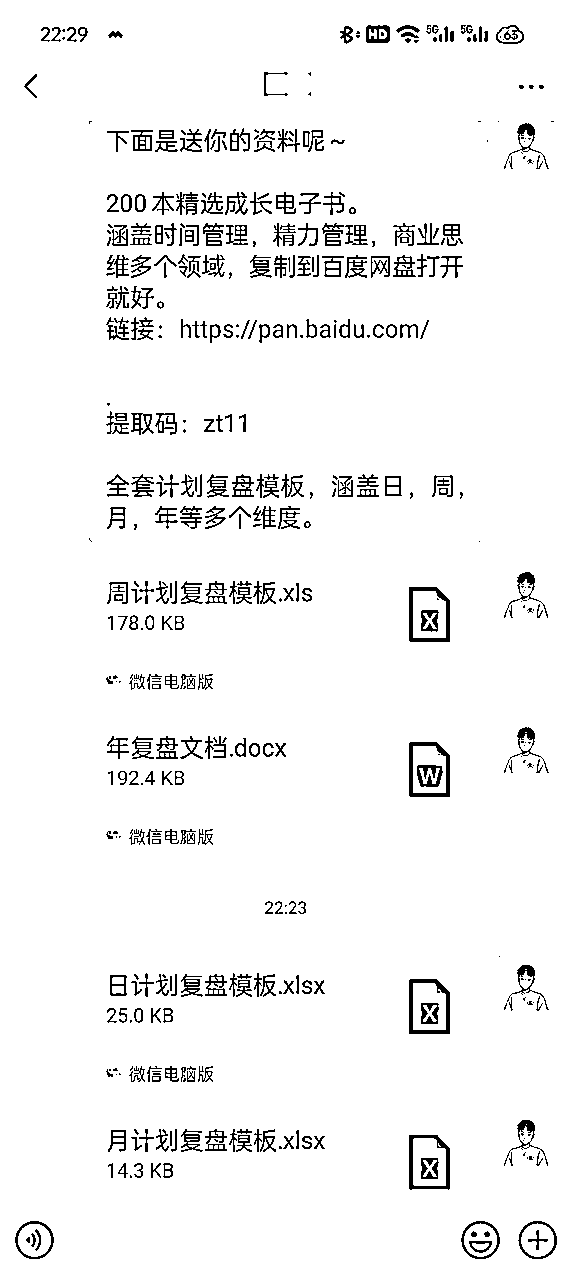 22:29
HD 5G 5G 63
下面是送你的资料呢～
200本精选成长电子书。
涵盖时间管理，精力管理，商业思
维多个领域，复制到百度网盘打开
就好。
链接：https://pan.baidu.com/
提取码：zt11
全套计划复盘模板，涵盖日，周，
月，年等多个维度。
周计划复盘模板.xls
X
178.0 KB
微信电脑版
年复盘文档.docx
W
192.4 KB
微信电脑版
22:23
日计划复盘模板.xlsx
X
25.0 KB
微信电脑版
月计划复盘模板.xlsx
X
14.3 KB